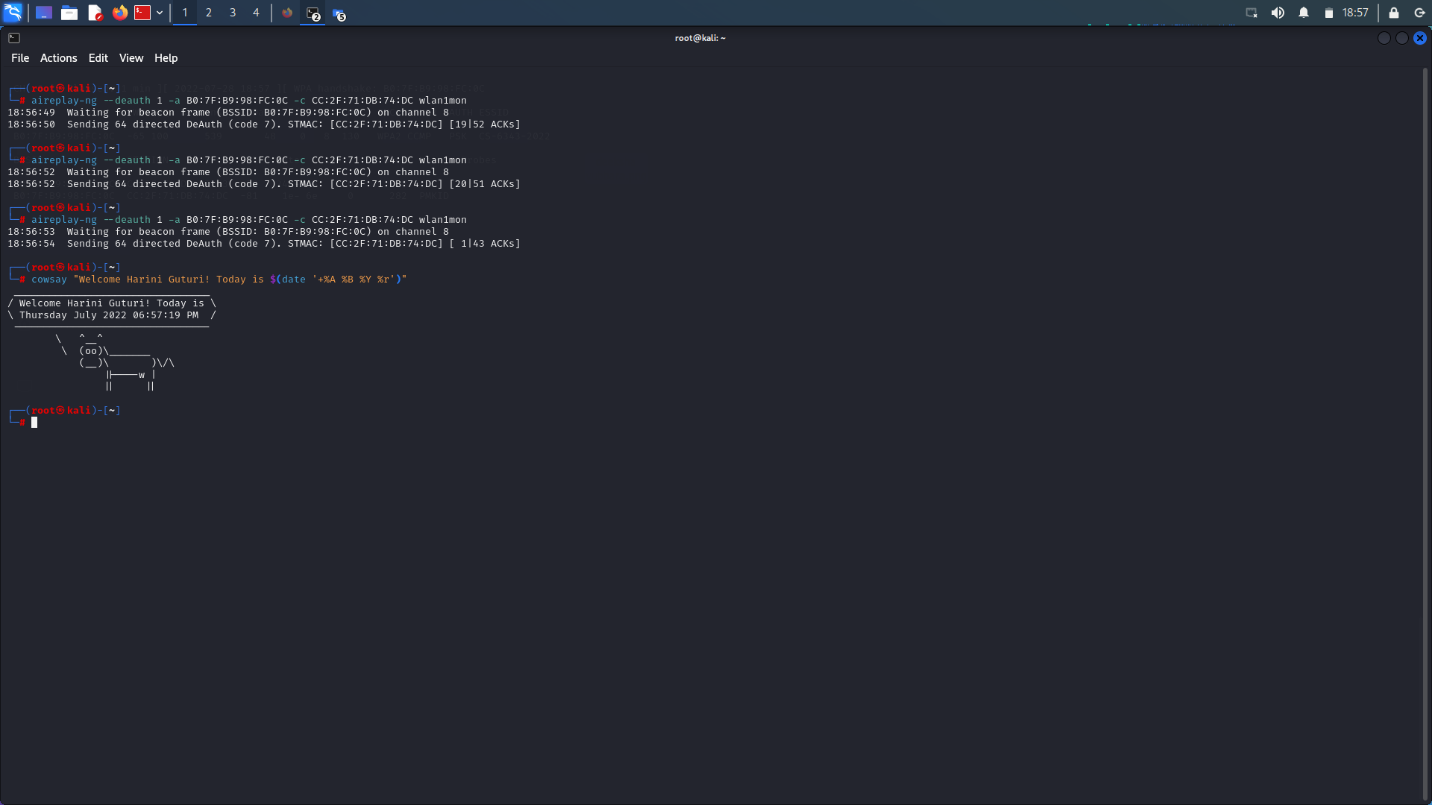 1 2 3 4 2 5 18:57
root@kali: ~
File Actions Edit View Help
┌──(root㉿kali)-[~]
└─# aireplay-ng --deauth 1 -a B0:7F:B9:98:FC:0C -c CC:2F:71:DB:74:DC wlan1mon
18:56:49  Waiting for beacon frame (BSSID: B0:7F:B9:98:FC:0C) on channel 8
18:56:50  Sending 64 directed DeAuth (code 7). STMAC: [CC:2F:71:DB:74:DC] [19|52 ACKs]
┌──(root㉿kali)-[~]
└─# aireplay-ng --deauth 1 -a B0:7F:B9:98:FC:0C -c CC:2F:71:DB:74:DC wlan1mon
18:56:52  Waiting for beacon frame (BSSID: B0:7F:B9:98:FC:0C) on channel 8
18:56:52  Sending 64 directed DeAuth (code 7). STMAC: [CC:2F:71:DB:74:DC] [20|51 ACKs]
┌──(root㉿kali)-[~]
└─# aireplay-ng --deauth 1 -a B0:7F:B9:98:FC:0C -c CC:2F:71:DB:74:DC wlan1mon
18:56:53  Waiting for beacon frame (BSSID: B0:7F:B9:98:FC:0C) on channel 8
18:56:54  Sending 64 directed DeAuth (code 7). STMAC: [CC:2F:71:DB:74:DC] [ 1|43 ACKs]
┌──(root㉿kali)-[~]
└─# cowsay "Welcome Harini Guturi! Today is $(date '+%A %B %Y %r')"
 _________________________________
/ Welcome Harini Guturi! Today is \
\ Thursday July 2022 06:57:19 PM  /
 ---------------------------------
        \   ^__^
         \  (oo)\_______
            (__)\       )\/\
                ||----w |
                ||     ||
┌──(root㉿kali)-[~]
└─#